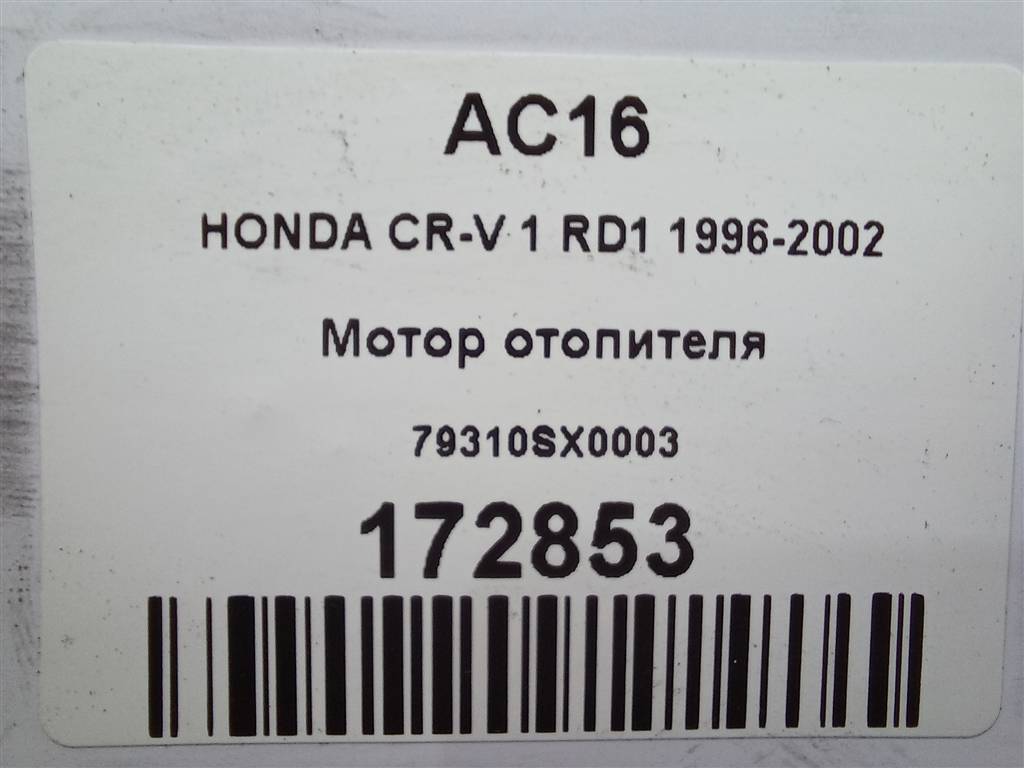 AC16
HONDA CR-V 1 RD1 1996-2002
Мотор отопителя
79310SX0003
172853